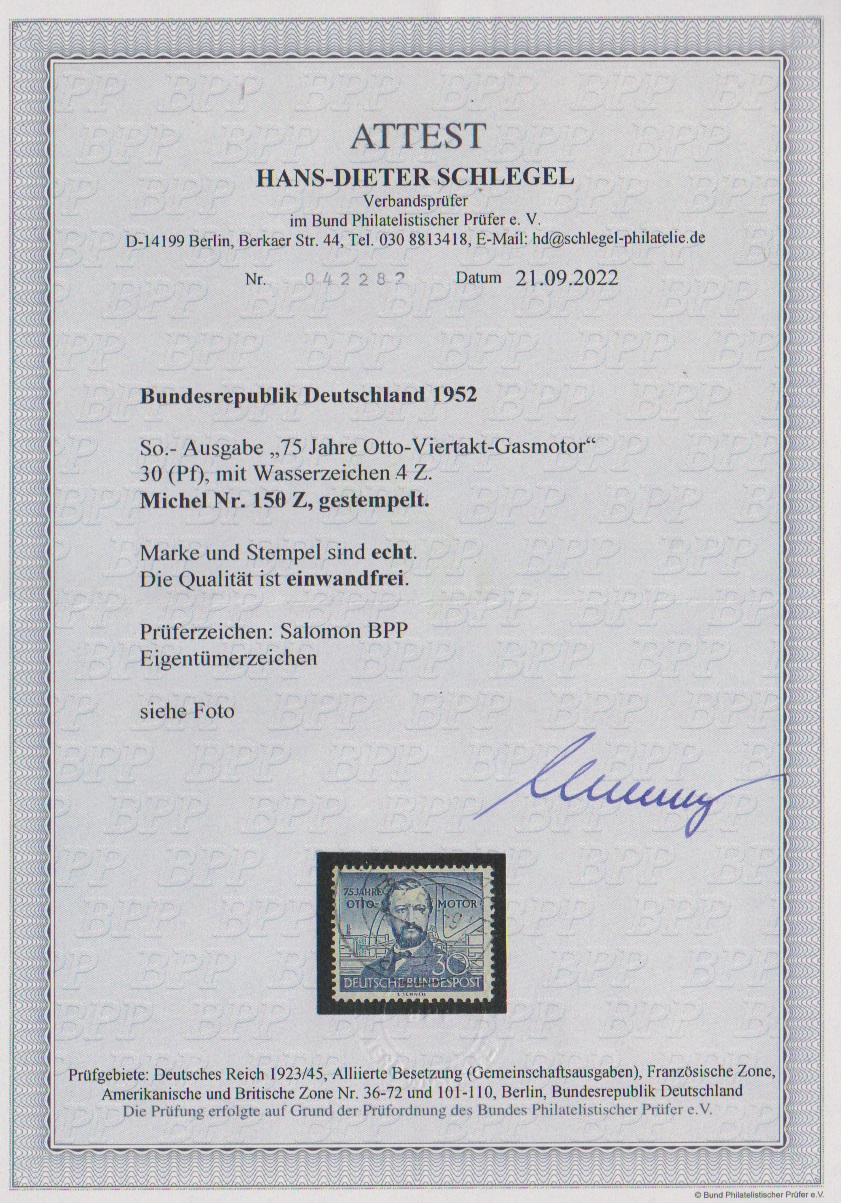 ATTEST
HANS-DIETER SCHLEGEL
Verbandsprüfer
im Bund Philatelistischer Prüfer e. V.
D-14199 Berlin, Berkaer Str. 44, Tel. 030 8813418, E-Mail: hd@schlegel-philatelie.de
Nr. 042282 Datum 21.09.2022
Bundesrepublik Deutschland 1952
So.- Ausgabe „75 Jahre Otto-Viertakt-Gasmotor“
30 (Pf), mit Wasserzeichen 4 Z.
Michel Nr. 150 Z, gestempelt.
Marke und Stempel sind echt.
Die Qualität ist einwandfrei.
Prüferzeichen: Salomon BPP
Eigentümerzeichen
siehe Foto
75 JAHRE
OTTO- MOTOR
30
DEUTSCHE BUNDESPOST
Prüfgebiete: Deutsches Reich 1923/45, Alliierte Besetzung (Gemeinschaftsausgaben), Französische Zone,
Amerikanische und Britische Zone Nr. 36-72 und 101-110, Berlin, Bundesrepublik Deutschland
Die Prüfung erfolgte auf Grund der Prüfordnung des Bundes Philatelistischer Prüfer e.V.
© Bund Philatelistischer Prüfer e.V.